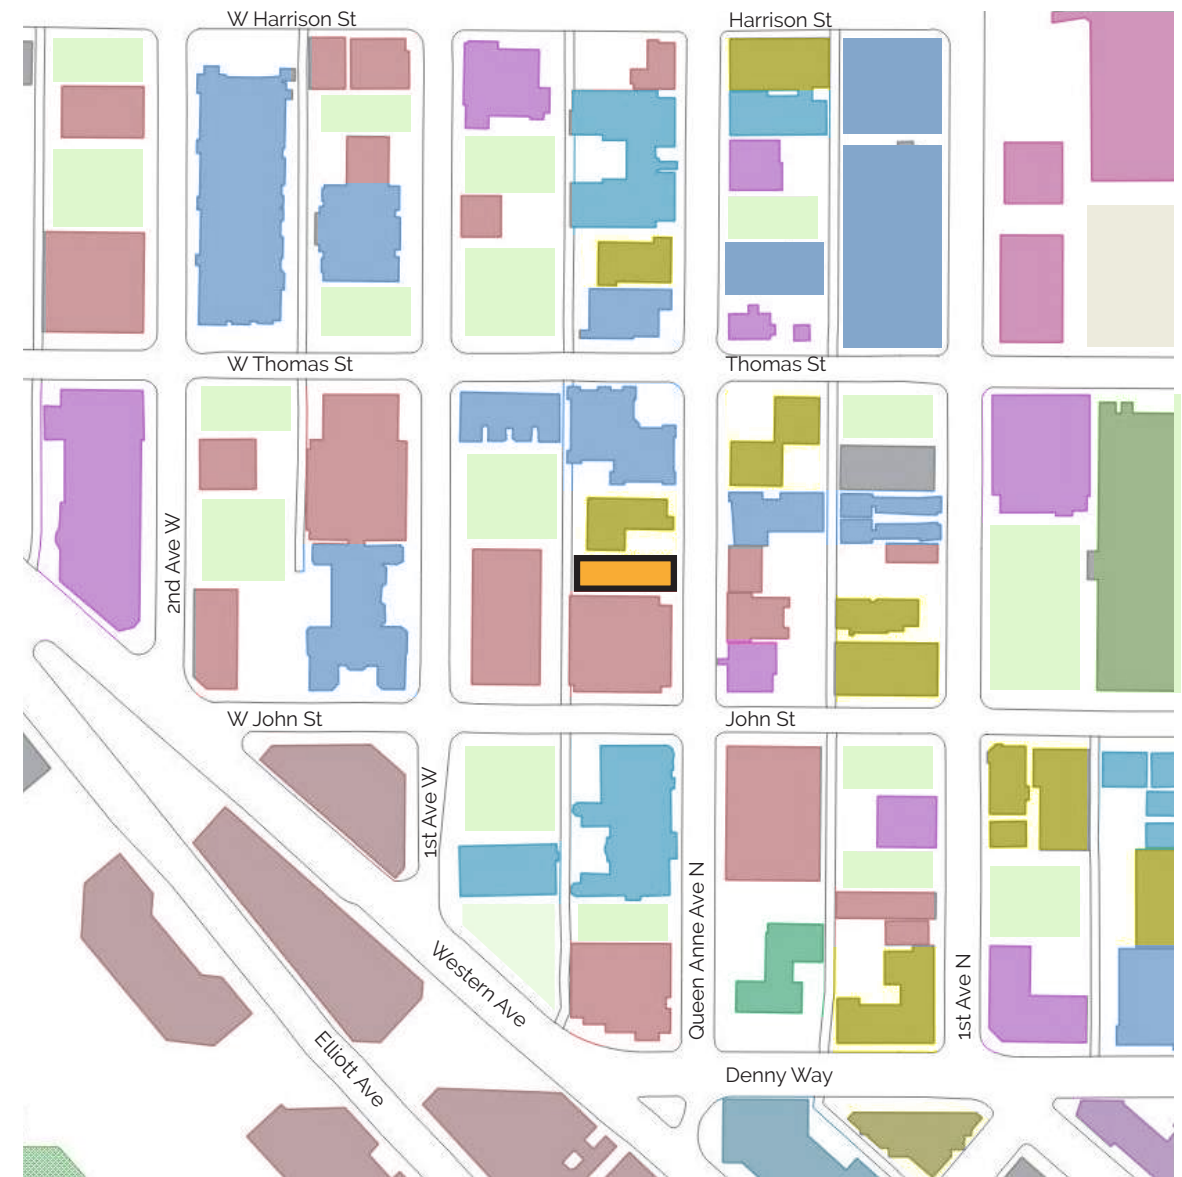 W Harrison St
Harrison St
W Thomas St
Thomas St
2nd Ave W
W John St
John St
1st Ave W
Queen Anne Ave N
Western Ave
1st Ave N
Elliott Ave
Denny Way